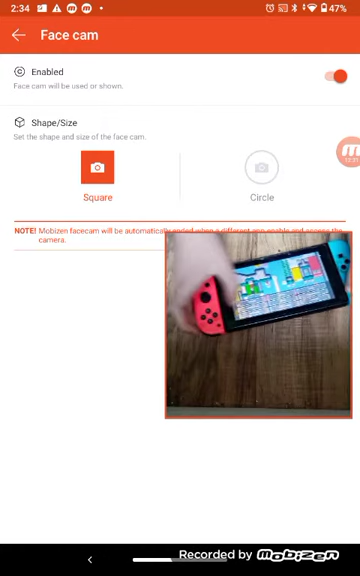 2:34
47%
Face cam
Enabled
Face cam will be used or shown.
Shape/Size
Set the shape and size of the face cam.
Square
Circle
NOTE! Mobizen facecam will be automatically ended when a different app enable and access the
camera.
Recorded by mobizen